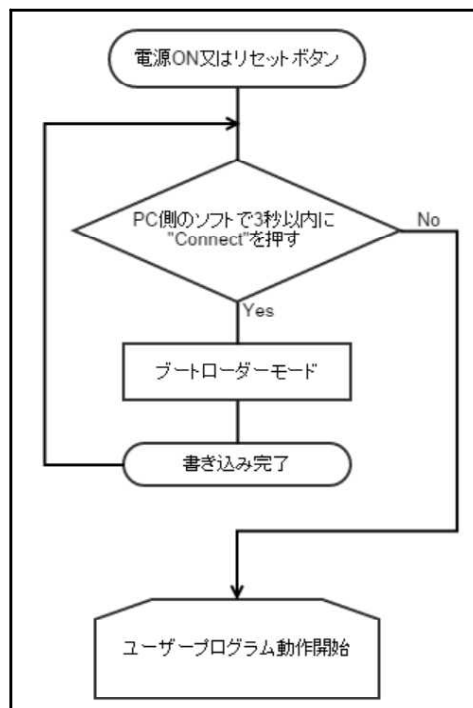 電源ON又はリセットボタン
PC側のソフトで3秒以内に
"Connect"を押す
No
Yes
ブートローダーモード
書き込み完了
ユーザープログラム動作開始